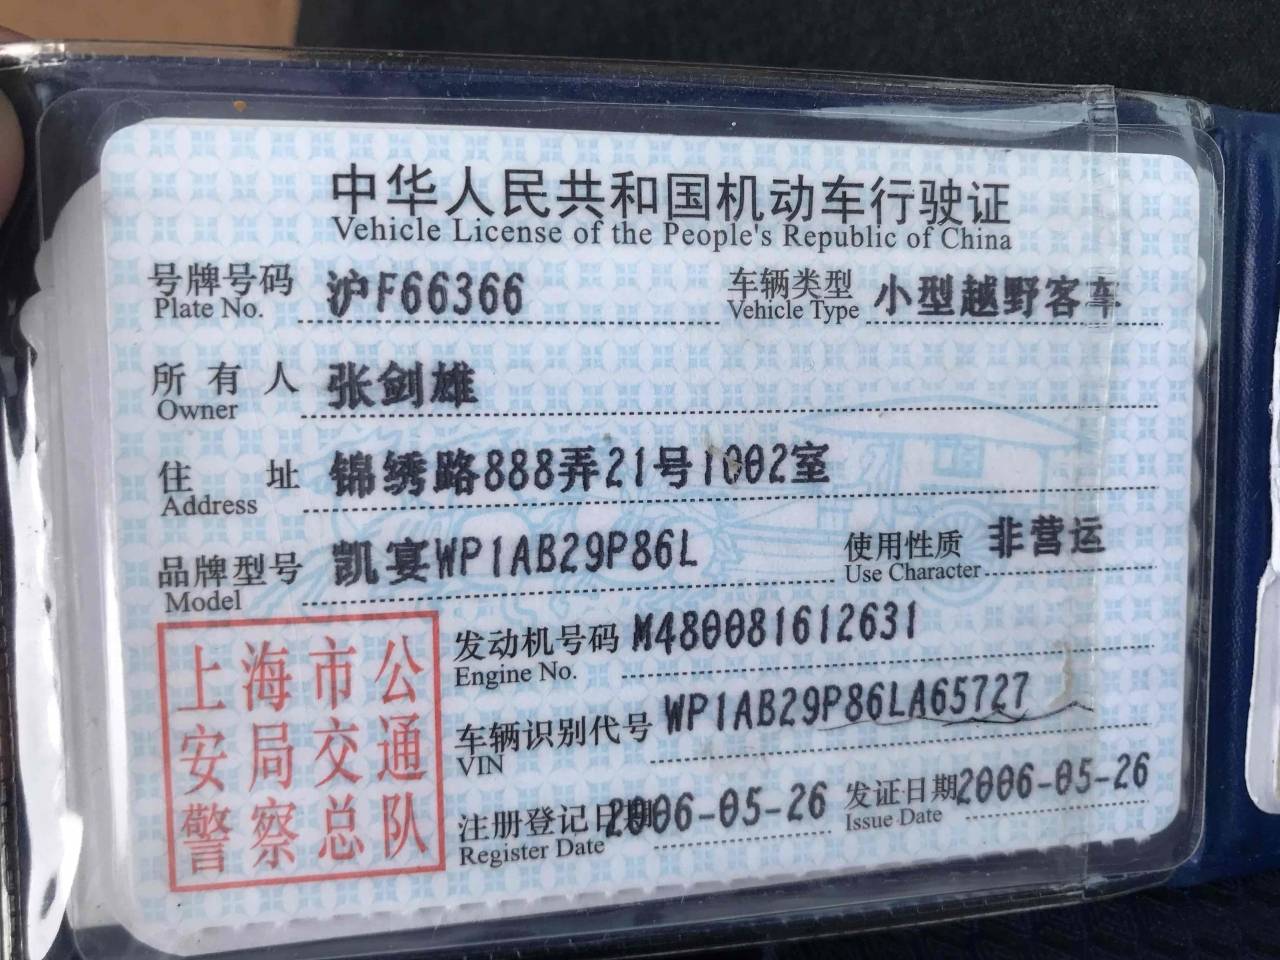 中华人民共和国机动车行驶证
Vehicle License of the People's Republic of China
号牌号码 沪F66366 车辆类型 小型越野客车
Plate No. Vehicle Type
所有人 张剑雄
Owner
住址 锦绣路888弄21号1002室
Address
品牌型号 凯宴WP1AB29P86L 使用性质 非营运
Model Use Character
发动机号码 M480081612631
Engine No.
车辆识别代号 WP1AB29P86LA65727
VIN
注册登记日期 2006-05-26 发证日期 2006-05-26
Register Date Issue Date
上海市公
安局交通
警察总队